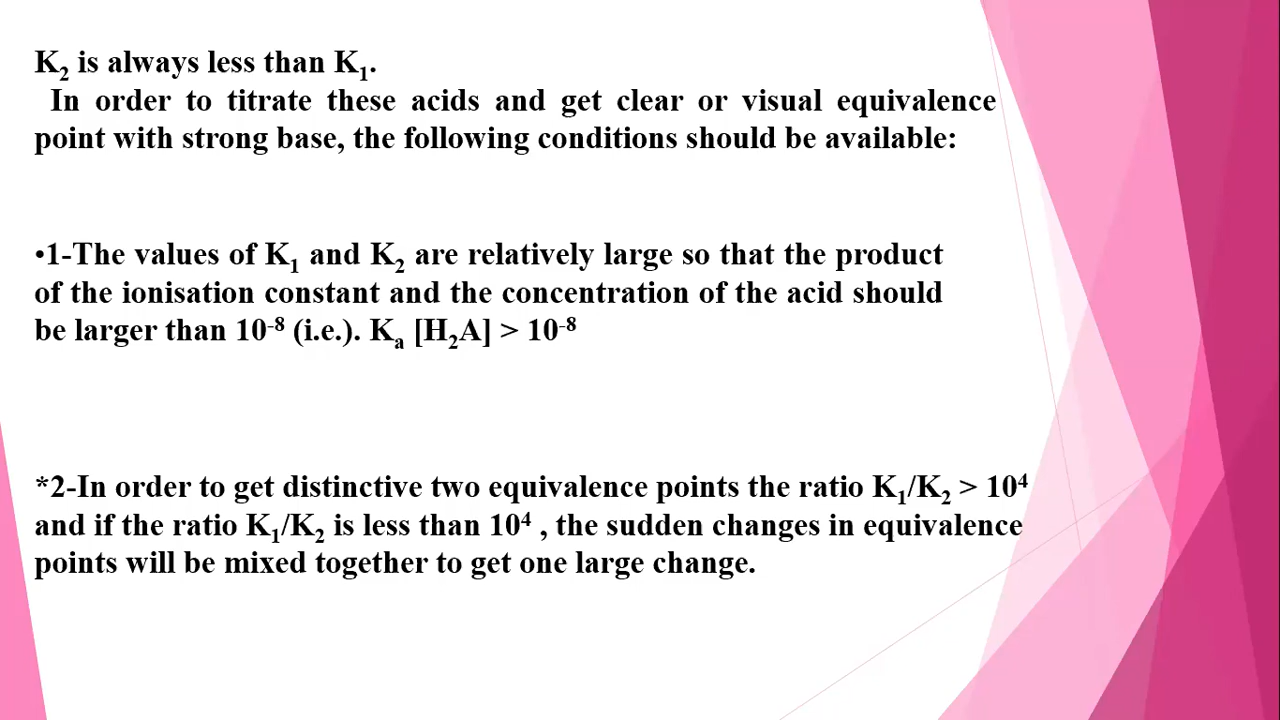 K₂ is always less than K₁.
In order to titrate these acids and get clear or visual equivalence
point with strong base, the following conditions should be available:
•1-The values of K₁ and K₂ are relatively large so that the product
of the ionisation constant and the concentration of the acid should
be larger than 10⁻⁸ (i.e.). Kₐ [H₂A] > 10⁻⁸
*2-In order to get distinctive two equivalence points the ratio K₁/K₂ > 10⁴
and if the ratio K₁/K₂ is less than 10⁴ , the sudden changes in equivalence
points will be mixed together to get one large change.